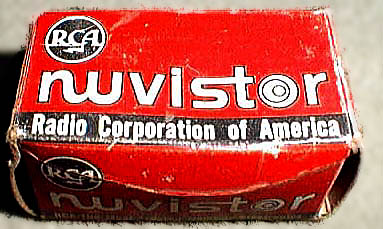 RCA
nuvistor
Radio Corporation of America
RCA
nuvistor